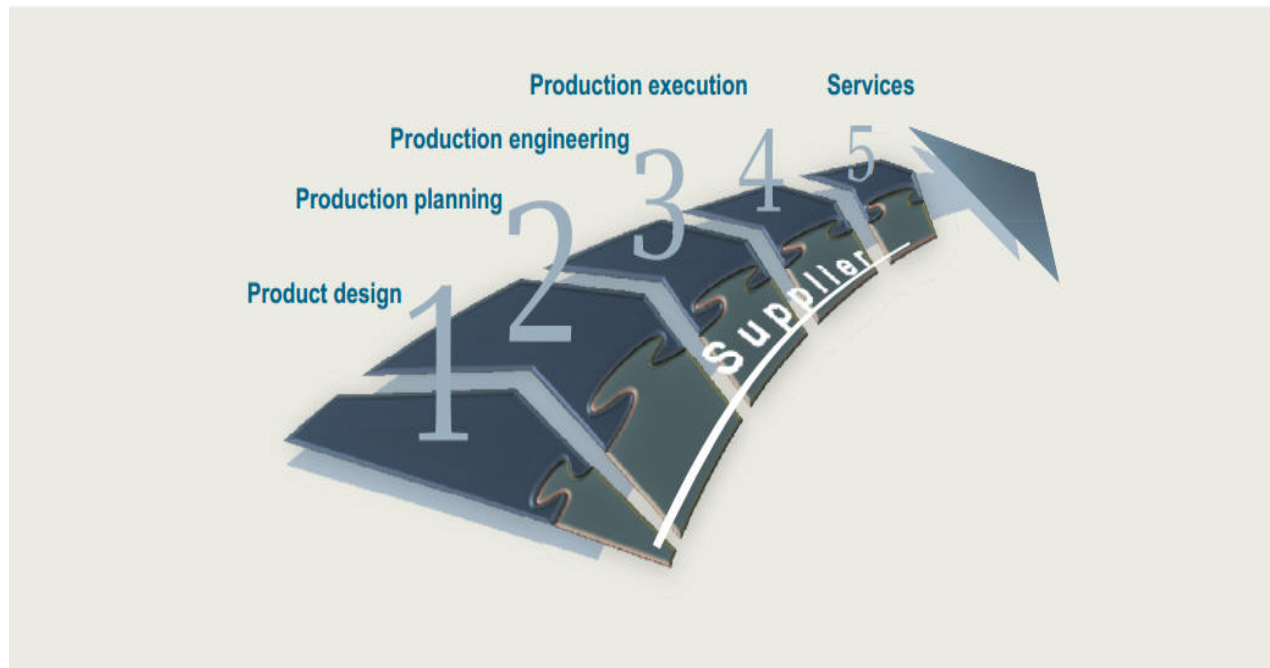 Production execution
Services
Production engineering
Production planning
Product design
1
2
3
4
5
Supplier